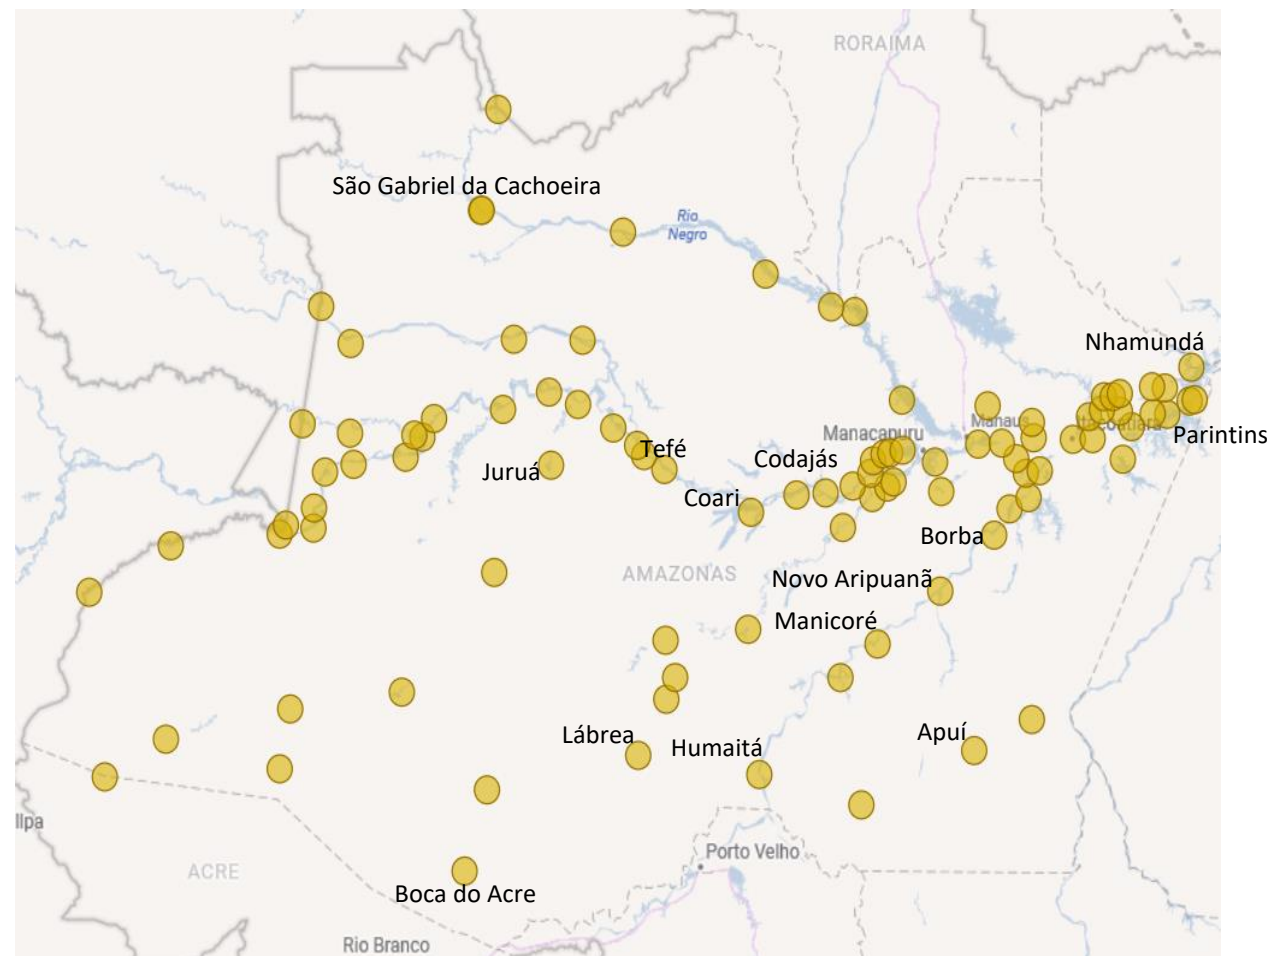 RORAIMA
São Gabriel da Cachoeira
Rio
Negro
Nhamundá
Manaus
Manacapuru
Parintins
Tefé
Codajás
Juruá
Coari
Borba
AMAZONAS
Novo Aripuanã
Manicoré
Apuí
Lábrea
Humaitá
llpa
Porto Velho
ACRE
Boca do Acre
Rio Branco